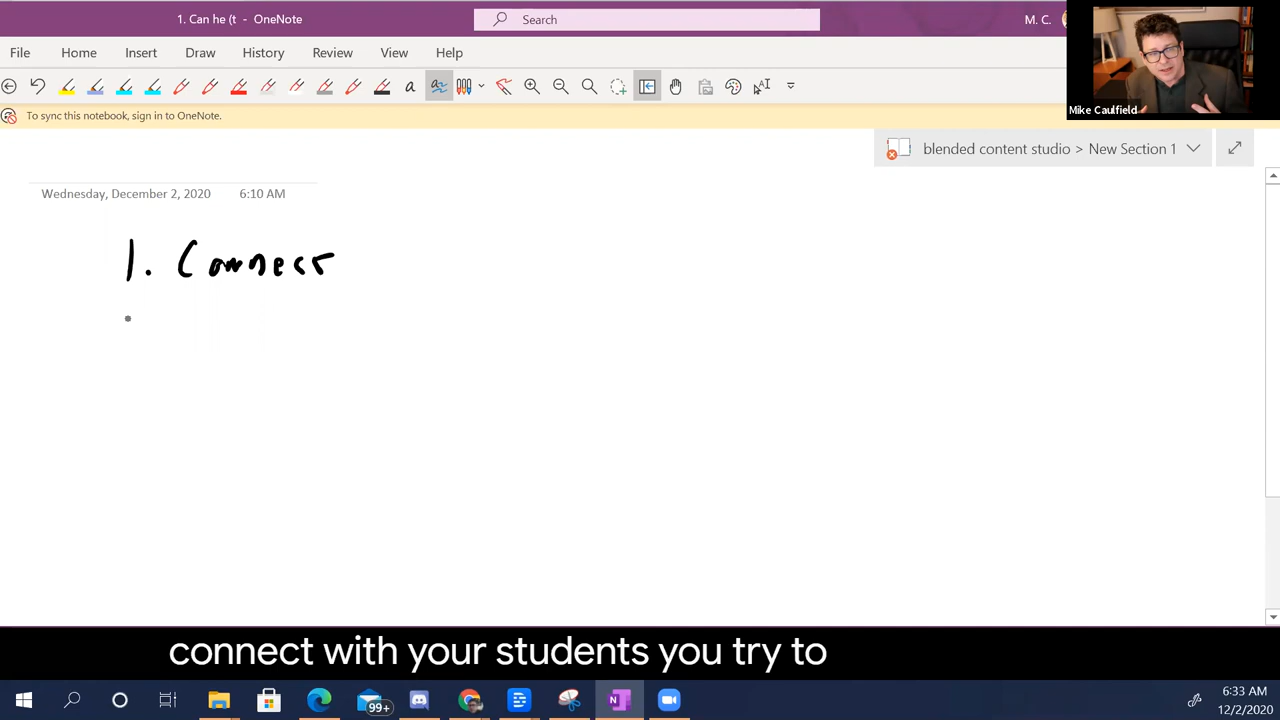 1. Can he (t - OneNote
Search
M. C.
File Home Insert Draw History Review View Help
a
To sync this notebook, sign in to OneNote.
Mike Caulfield
blended content studio > New Section 1
Wednesday, December 2, 2020 6:10 AM
1. Connect
connect with your students you try to
99+
N
6:33 AM
12/2/2020